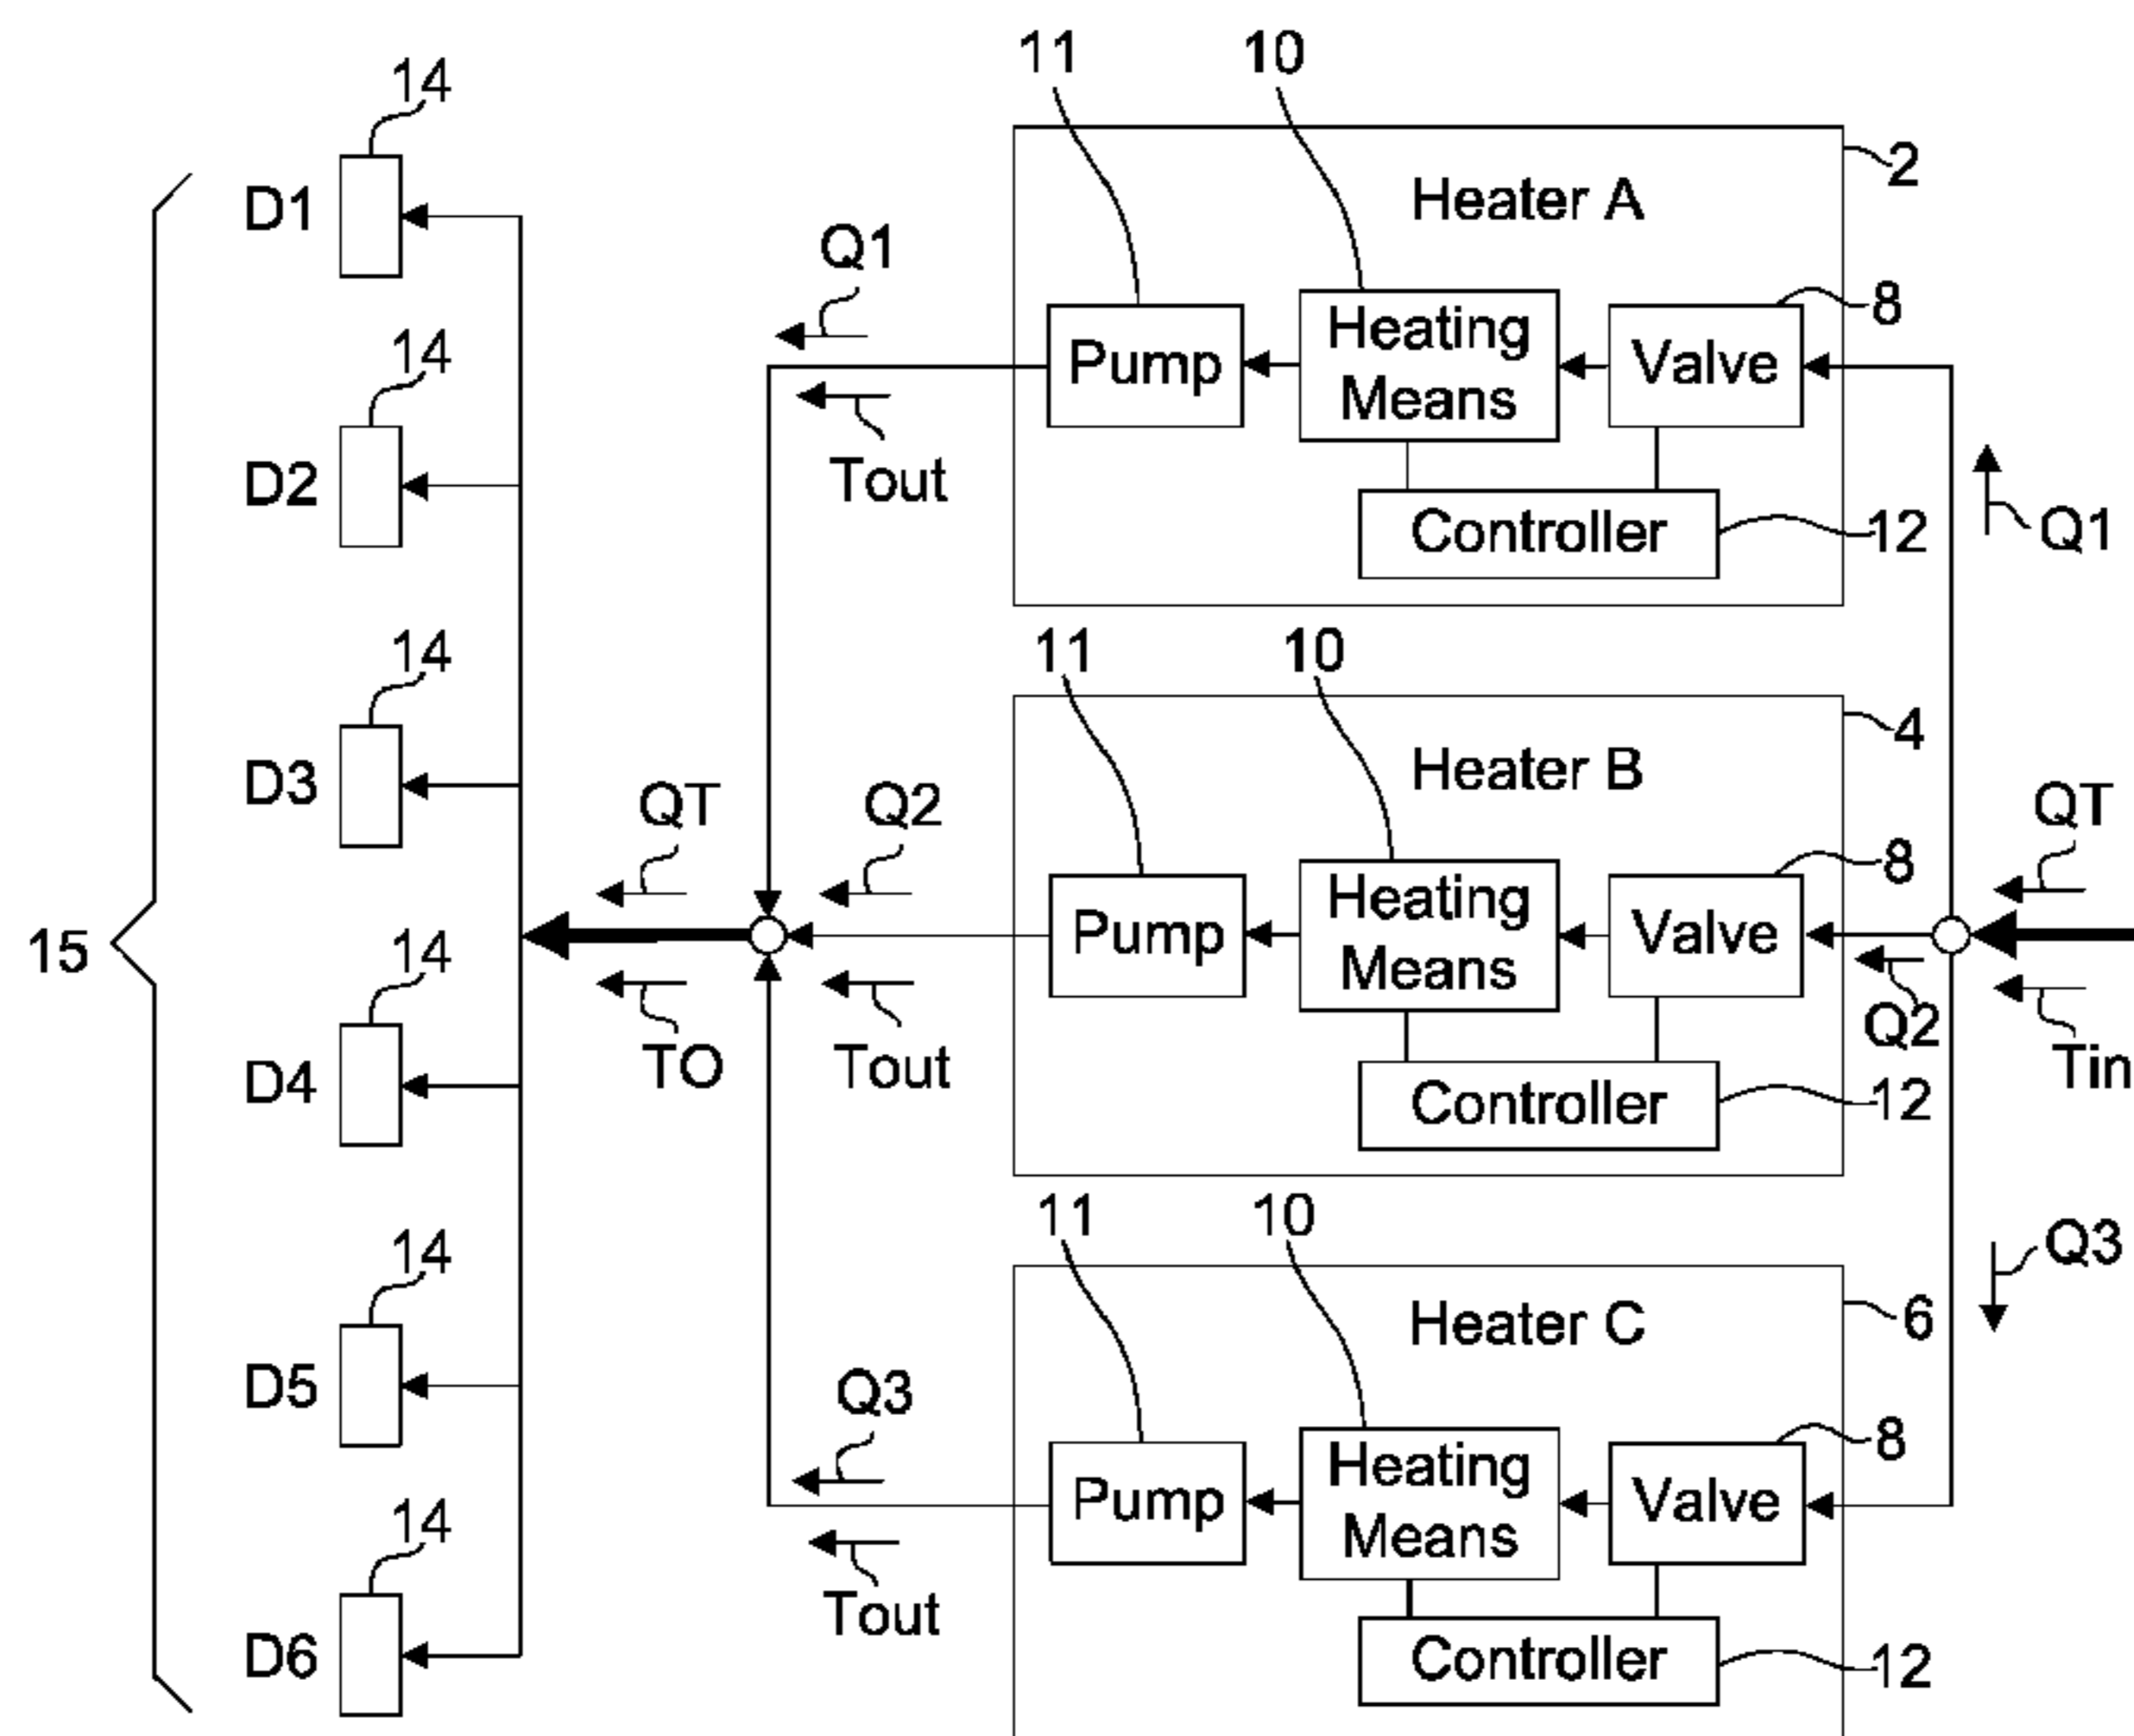 11
10
14
2
Heater A
D1
Q1
8
Pump
Heating
Means
Valve
14
D2
Tout
Controller
12
Q1
14
11
10
4
Heater B
D3
QT
Q2
QT
8
Pump
Heating
Means
Valve
15
14
Q2
TO
Tout
Tin
D4
Controller
12
11
10
14
Q3
Heater C
6
D5
Q3
8
Pump
Heating
Means
Valve
14
Tout
D6
Controller
12